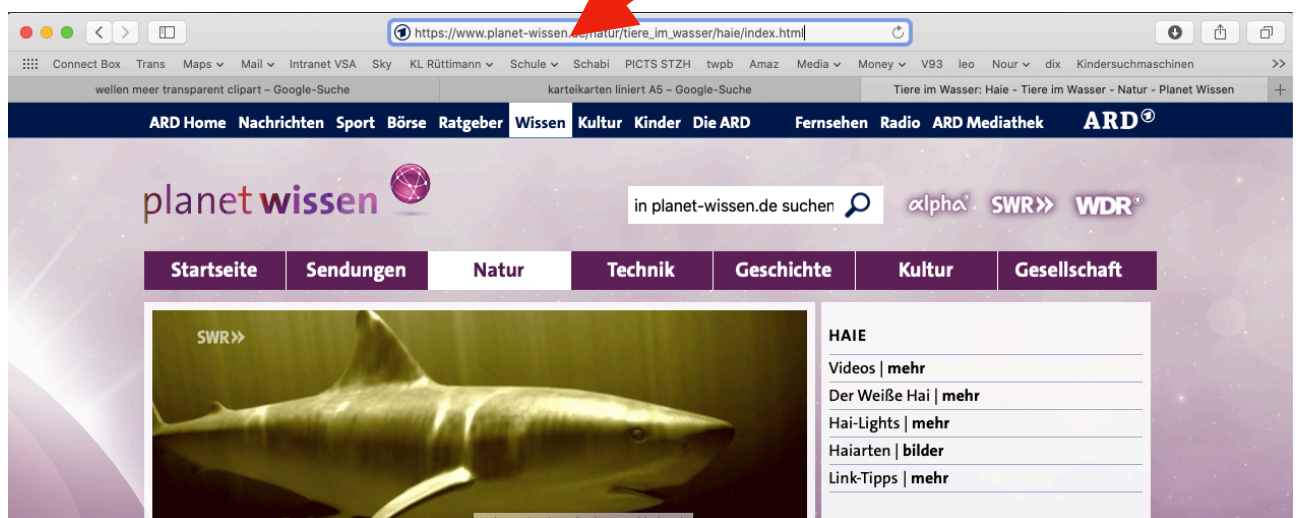 https://www.planet-wissen.de/natur/tiere_im_wasser/haie/index.html
Connect Box Trans Maps Mail Intranet VSA Sky KL Rüttimann Schule Schabi PICTS STZH twpb Amaz Media Money V93 leo Nour dix Kindersuchmaschinen >>
wellen meer transparent clipart – Google-Suche karteikarten liniert A5 – Google-Suche Tiere im Wasser: Haie - Tiere im Wasser - Natur - Planet Wissen +
ARD Home Nachrichten Sport Börse Ratgeber Wissen Kultur Kinder Die ARD Fernsehen Radio ARD Mediathek ARD
planet wissen
in planet-wissen.de suchen alpha SWR>> WDR
Startseite Sendungen Natur Technik Geschichte Kultur Gesellschaft
SWR>>
HAIE
Videos | mehr
Der Weiße Hai | mehr
Hai-Lights | mehr
Haiarten | bilder
Link-Tipps | mehr